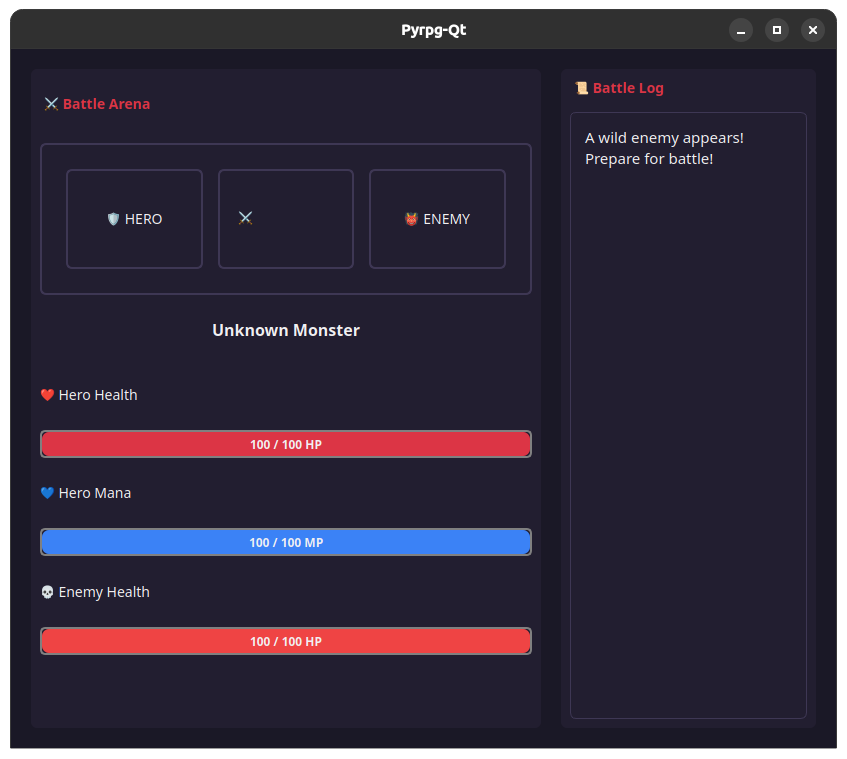 Pyrpg-Qt
⚔️ Battle Arena
🛡️ HERO
⚔️
👹 ENEMY
Unknown Monster
❤️ Hero Health
100 / 100 HP
💙 Hero Mana
100 / 100 MP
💀 Enemy Health
100 / 100 HP
📜 Battle Log
A wild enemy appears!
Prepare for battle!